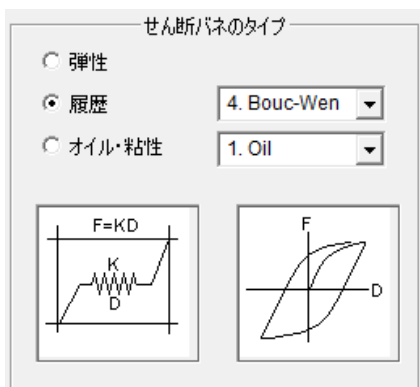 せん断バネのタイプ
弾性
履歴
4. Bouc-Wen
オイル・粘性
1. Oil
F=KD
K
D
F
D